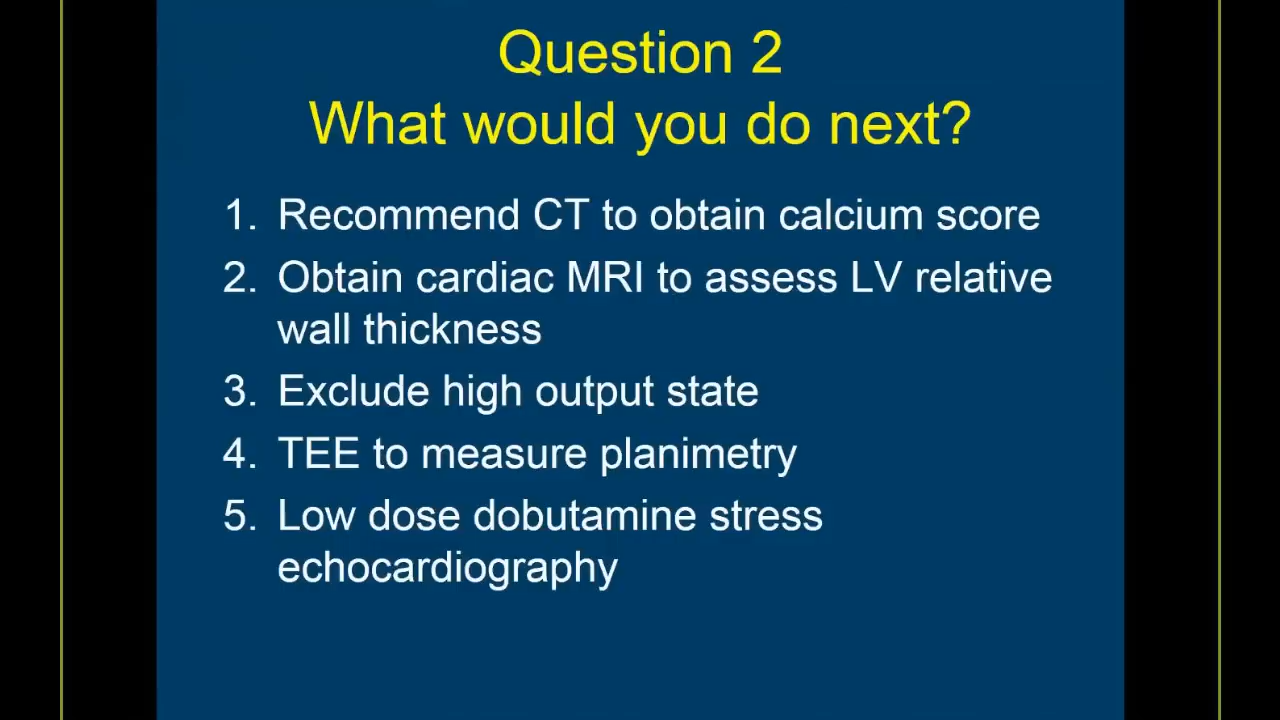 Question 2
What would you do next?
1. Recommend CT to obtain calcium score
2. Obtain cardiac MRI to assess LV relative
wall thickness
3. Exclude high output state
4. TEE to measure planimetry
5. Low dose dobutamine stress
echocardiography